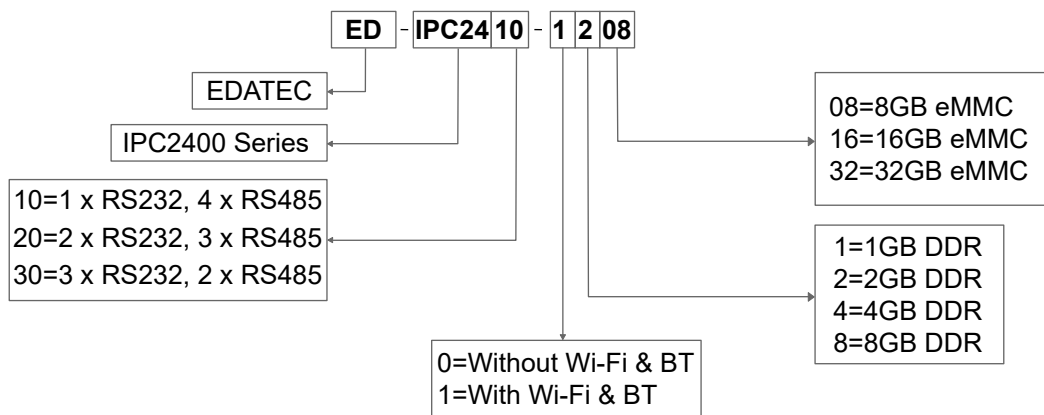 ED - IPC24 10 - 1 2 08
EDATEC
IPC2400 Series
10=1 x RS232, 4 x RS485
20=2 x RS232, 3 x RS485
30=3 x RS232, 2 x RS485
0=Without Wi-Fi & BT
1=With Wi-Fi & BT
08=8GB eMMC
16=16GB eMMC
32=32GB eMMC
1=1GB DDR
2=2GB DDR
4=4GB DDR
8=8GB DDR